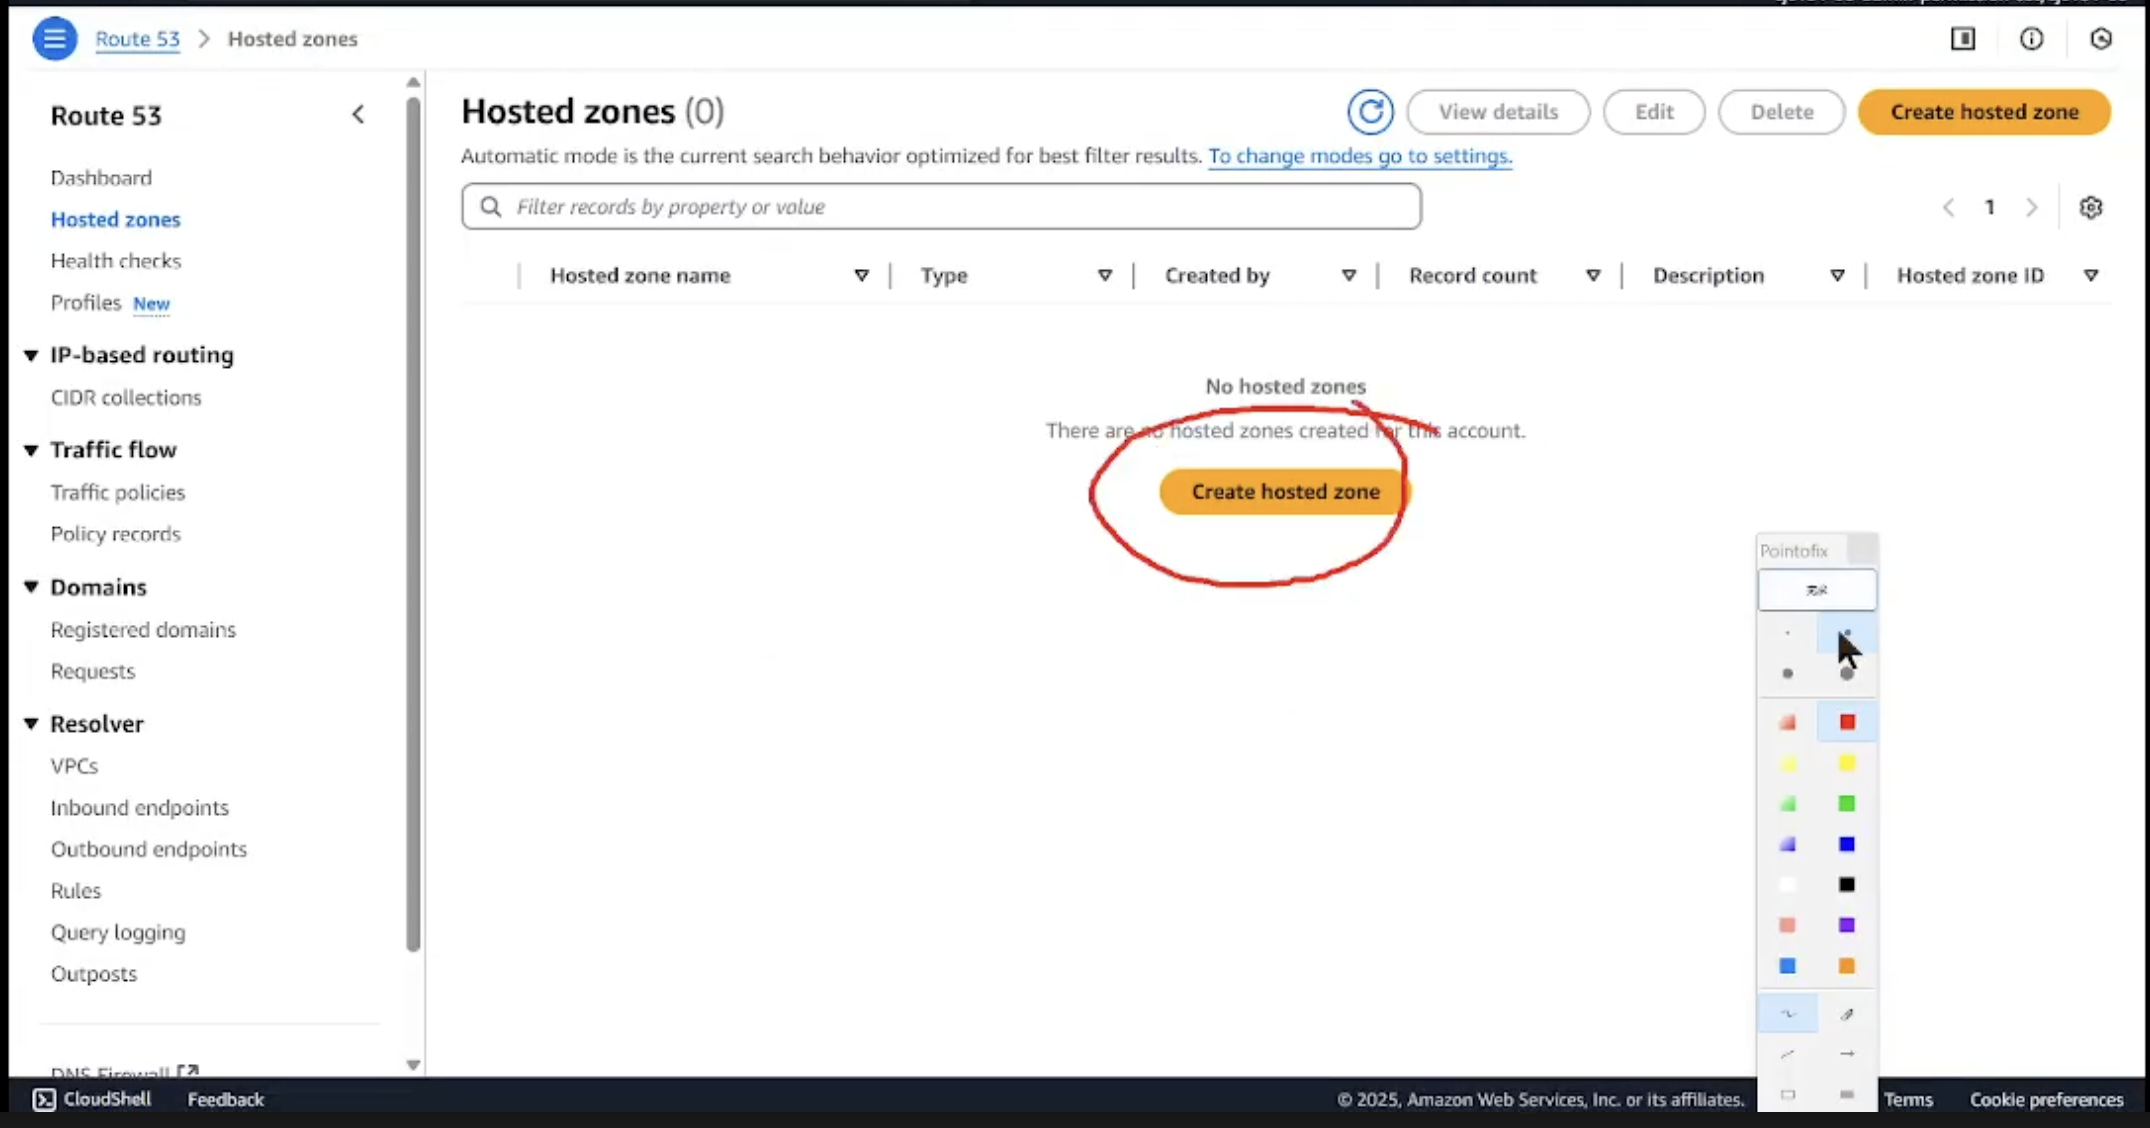 Route 53 > Hosted zones
Route 53
Dashboard
Hosted zones
Health checks
Profiles New
IP-based routing
CIDR collections
Traffic flow
Traffic policies
Policy records
Domains
Registered domains
Requests
Resolver
VPCs
Inbound endpoints
Outbound endpoints
Rules
Query logging
Outposts
DNS Firewall
Hosted zones (0)
View details
Edit
Delete
Create hosted zone
Automatic mode is the current search behavior optimized for best filter results. To change modes go to settings.
Filter records by property or value
1
Hosted zone name
Type
Created by
Record count
Description
Hosted zone ID
No hosted zones
There are no hosted zones created for this account.
Create hosted zone
Pointofix
CloudShell
Feedback
© 2025, Amazon Web Services, Inc. or its affiliates.
Terms
Cookie preferences